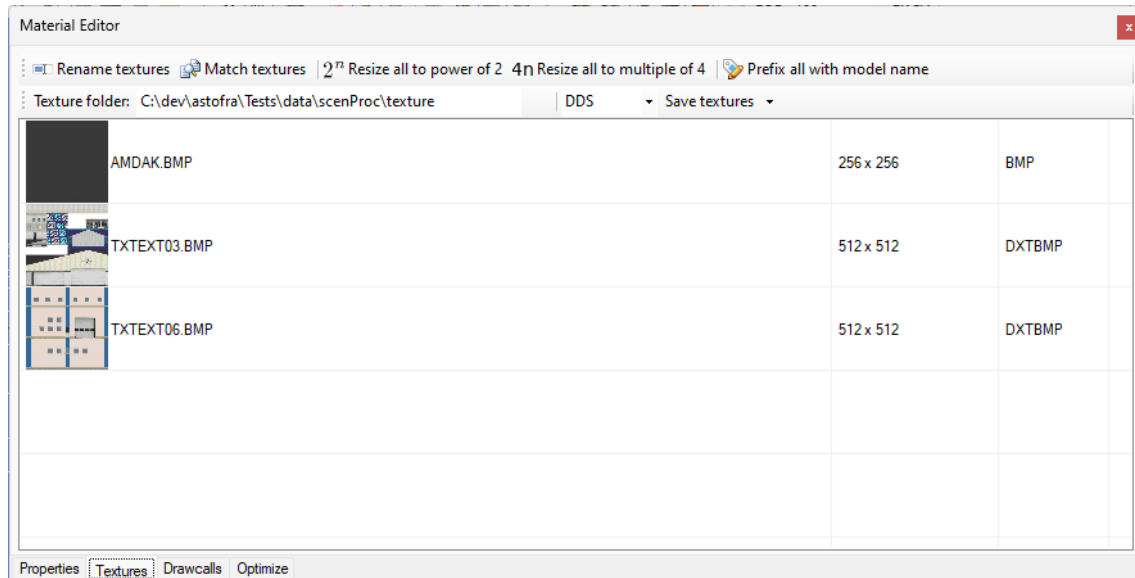 Material Editor
x
Rename textures Match textures 2ⁿ Resize all to power of 2 4n Resize all to multiple of 4 Prefix all with model name
Texture folder: C:\dev\astofra\Tests\data\scenProc\texture DDS Save textures
AMDAK.BMP 256 x 256 BMP
TXTEXT03.BMP 512 x 512 DXTBMP
TXTEXT06.BMP 512 x 512 DXTBMP
Properties Textures Drawcalls Optimize